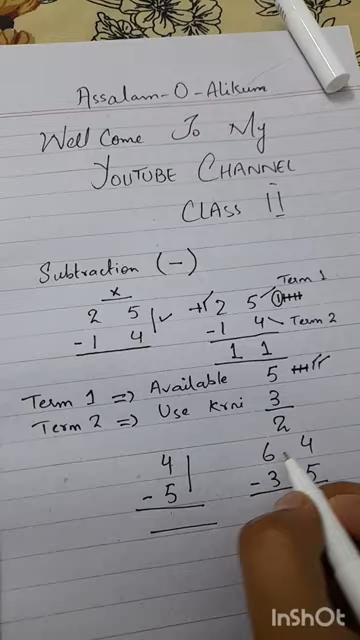 Assalam-O-Alikum
Well Come To My
YOUTUBE CHANNEL
CLASS II
Subtraction (-)
x
2 5
- 1 4
Term 1
2 5
- 1 4 Term 2
1 1
Term 1 => Available 5
Term 2 => Use krni 3
2
4
- 5
6 4
- 3 5
InShOt